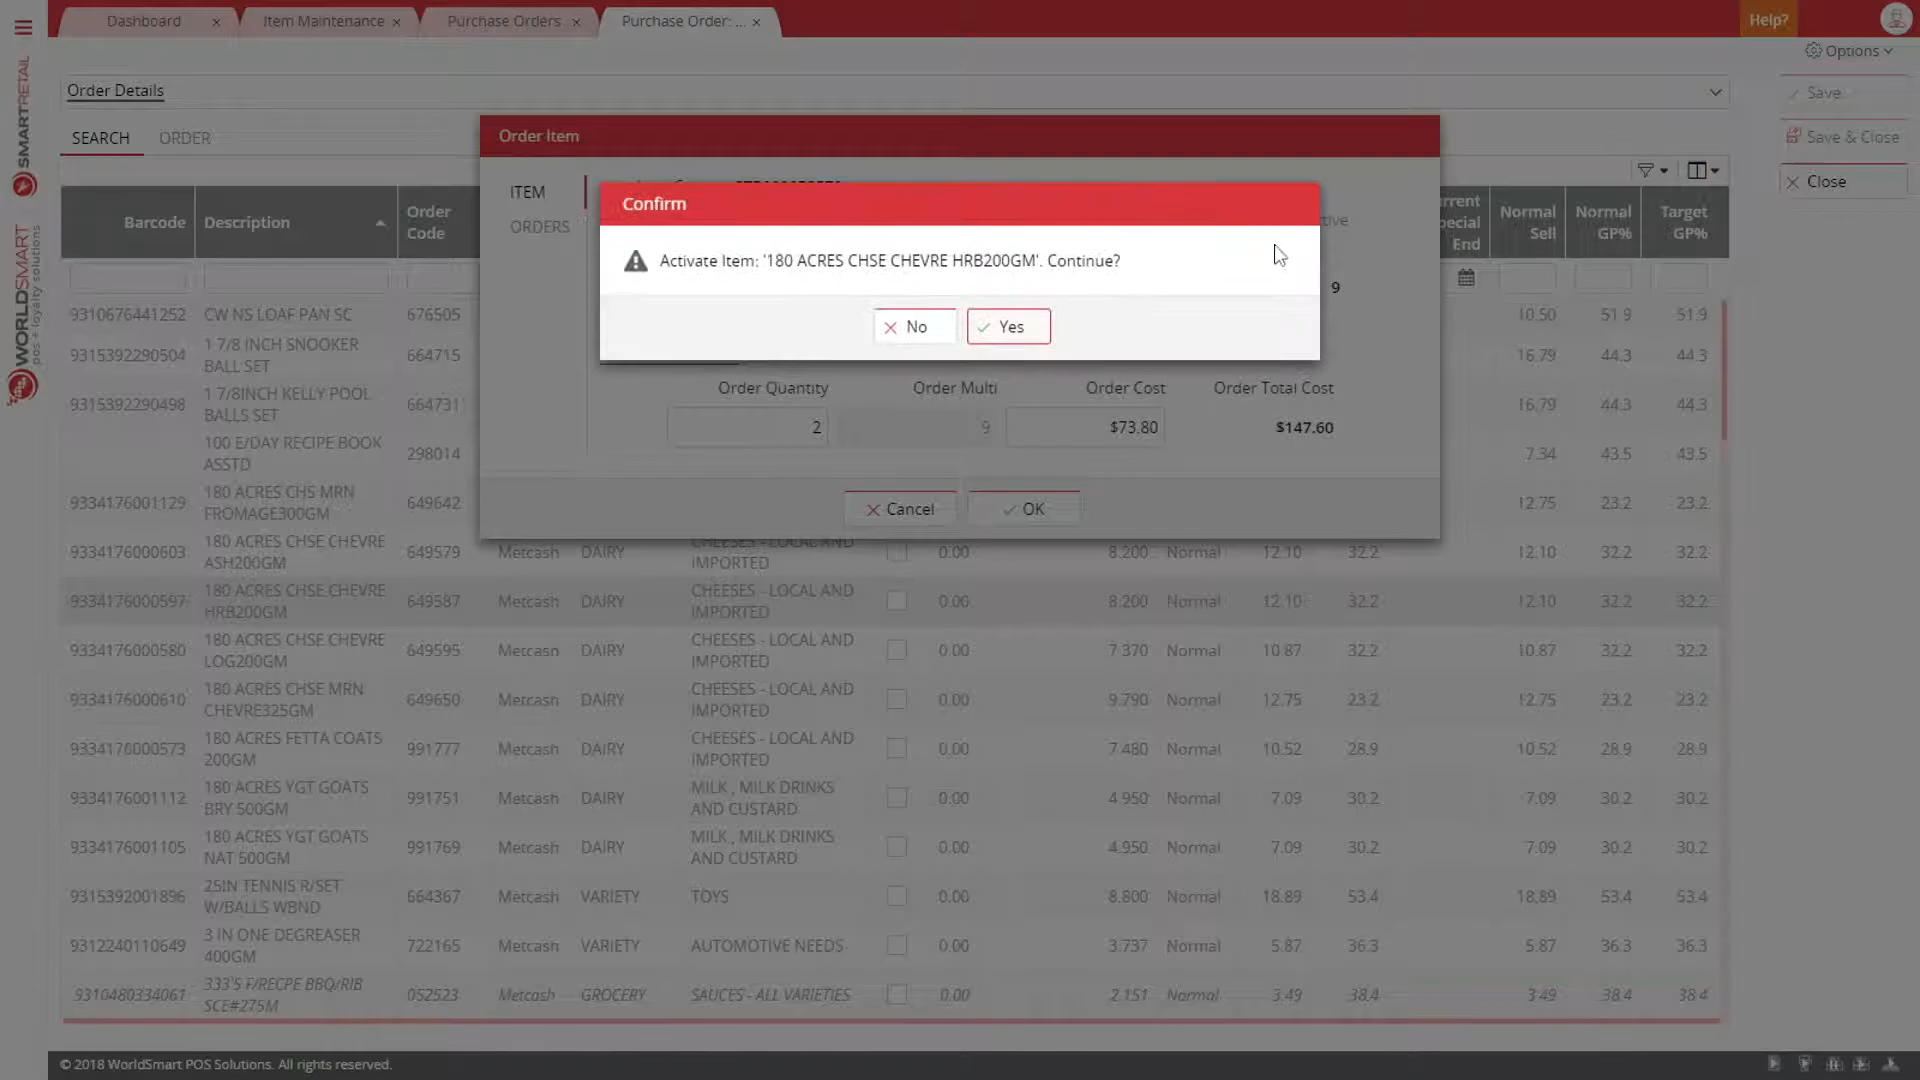 Dashboard ×
Item Maintenance ×
Purchase Orders ×
Purchase Order: ... ×
Help?
Options
SMARTRETAIL
WORLDSMART
pos + loyalty solutions
Order Details
SEARCH
ORDER
Save
Save & Close
Close
Order Item
ITEM
ORDERS
Confirm
Activate Item: '180 ACRES CHSE CHEVRE HRB200GM'. Continue?
No
Yes
9
Order Quantity Order Multi Order Cost Order Total Cost
2 9 $73.80 $147.60
Cancel
OK
Barcode Description Order Code End Normal Sell Normal GP% Target GP%
9310676441252 CW NS LOAF PAN SC 676505 10.50 51.9 51.9
9315392290504 1 7/8 INCH SNOOKER BALL SET 664715 16.79 44.3 44.3
9315392290498 1 7/8INCH KELLY POOL BALLS SET 664731 16.79 44.3 44.3
100 E/DAY RECIPE BOOK ASSTD 298014 7.34 43.5 43.5
9334176001129 180 ACRES CHS MRN FROMAGE300GM 649642 12.75 23.2 23.2
9334176000603 180 ACRES CHSE CHEVRE ASH200GM 649579 Metcash DAIRY CHEESES - LOCAL AND IMPORTED 0.00 8.200 Normal 12.10 32.2 12.10 32.2 32.2
9334176000597 180 ACRES CHSE CHEVRE HRB200GM 649587 Metcash DAIRY CHEESES - LOCAL AND IMPORTED 0.00 8.200 Normal 12.10 32.2 12.10 32.2 32.2
9334176000580 180 ACRES CHSE CHEVRE LOG200GM 649595 Metcash DAIRY CHEESES - LOCAL AND IMPORTED 0.00 7.370 Normal 10.87 32.2 10.87 32.2 32.2
9334176000610 180 ACRES CHSE MRN CHEVRE325GM 649650 Metcash DAIRY CHEESES - LOCAL AND IMPORTED 0.00 9.790 Normal 12.75 23.2 12.75 23.2 23.2
9334176000573 180 ACRES FETTA COATS 200GM 991777 Metcash DAIRY CHEESES - LOCAL AND IMPORTED 0.00 7.480 Normal 10.52 28.9 10.52 28.9 28.9
9334176001112 180 ACRES YGT GOATS BRY 500GM 991751 Metcash DAIRY MILK , MILK DRINKS AND CUSTARD 0.00 4.950 Normal 7.09 30.2 7.09 30.2 30.2
9334176001105 180 ACRES YGT GOATS NAT 500GM 991769 Metcash DAIRY MILK , MILK DRINKS AND CUSTARD 0.00 4.950 Normal 7.09 30.2 7.09 30.2 30.2
9315392001896 25IN TENNIS R/SET W/BALLS WBND 664367 Metcash VARIETY TOYS 0.00 8.800 Normal 18.89 53.4 18.89 53.4 53.4
9312240110649 3 IN ONE DEGREASER 400GM 722165 Metcash VARIETY AUTOMOTIVE NEEDS 0.00 3.737 Normal 5.87 36.3 5.87 36.3 36.3
9310480334061 333'S F/RECPE BBQ/RIB SCE#275M 052523 Metcash GROCERY SAUCES - ALL VARIETIES 0.00 2.151 Normal 3.49 38.4 3.49 38.4 38.4
© 2018 WorldSmart POS Solutions. All rights reserved.